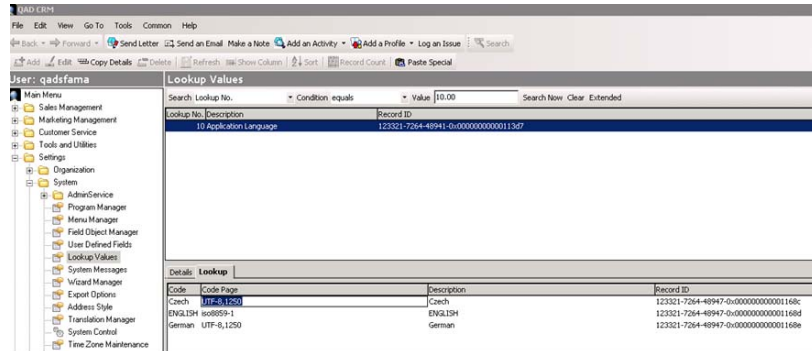 QAD CRM
File Edit View Go To Tools Common Help
Back Forward Send Letter Send an Email Make a Note Add an Activity Add a Profile Log an Issue Search
Add Edit Copy Details Delete Refresh Show Column Sort Record Count Paste Special
User: qadsfama
Lookup Values
Main Menu
Sales Management
Marketing Management
Customer Service
Tools and Utilities
Settings
Organization
System
AdminService
Program Manager
Menu Manager
Field Object Manager
User Defined Fields
Lookup Values
System Messages
Wizard Manager
Export Options
Address Style
Translation Manager
System Control
Time Zone Maintenance
Search Lookup No. Condition equals Value 10.00 Search Now Clear Extended
Lookup No. Description Record ID
10 Application Language 123321-7264-48941-0x00000000000113d7
Details Lookup
Code Code Page Description Record ID
Czech UTF-8,1250 Czech 123321-7264-48947-0x000000000001168c
ENGLISH iso8859-1 ENGLISH 123321-7264-48947-0x000000000001168d
German UTF-8,1250 German 123321-7264-48947-0x000000000001168e